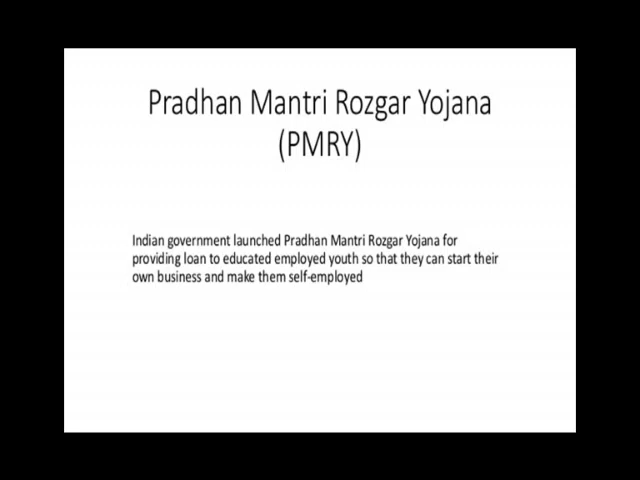 Pradhan Mantri Rozgar Yojana
(PMRY)
Indian government launched Pradhan Mantri Rozgar Yojana for
providing loan to educated employed youth so that they can start their
own business and make them self-employed